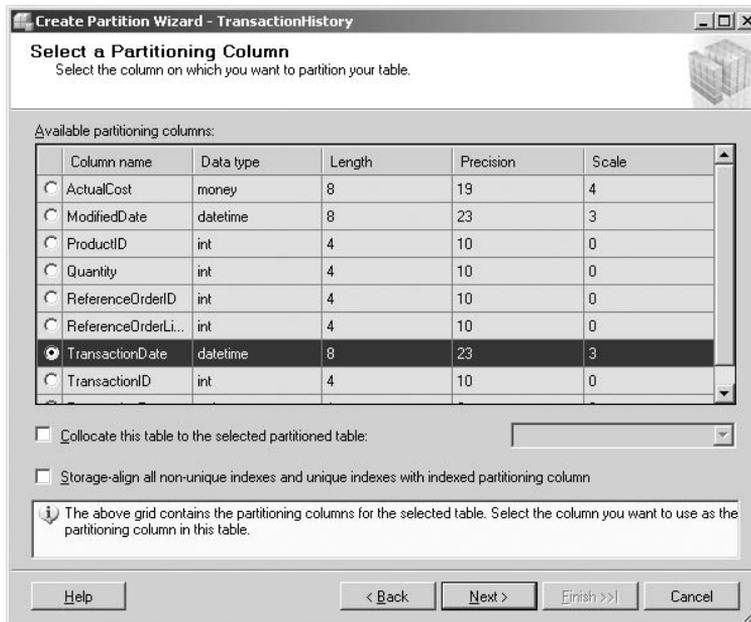 Create Partition Wizard - TransactionHistory
Select a Partitioning Column
Select the column on which you want to partition your table.
Available partitioning columns:
Column name Data type Length Precision Scale
ActualCost money 8 19 4
ModifiedDate datetime 8 23 3
ProductID int 4 10 0
Quantity int 4 10 0
ReferenceOrderID int 4 10 0
ReferenceOrderLi... int 4 10 0
TransactionDate datetime 8 23 3
TransactionID int 4 10 0
Collocate this table to the selected partitioned table:
Storage-align all non-unique indexes and unique indexes with indexed partitioning column
The above grid contains the partitioning columns for the selected table. Select the column you want to use as the
partitioning column in this table.
Help < Back Next > Finish >>| Cancel